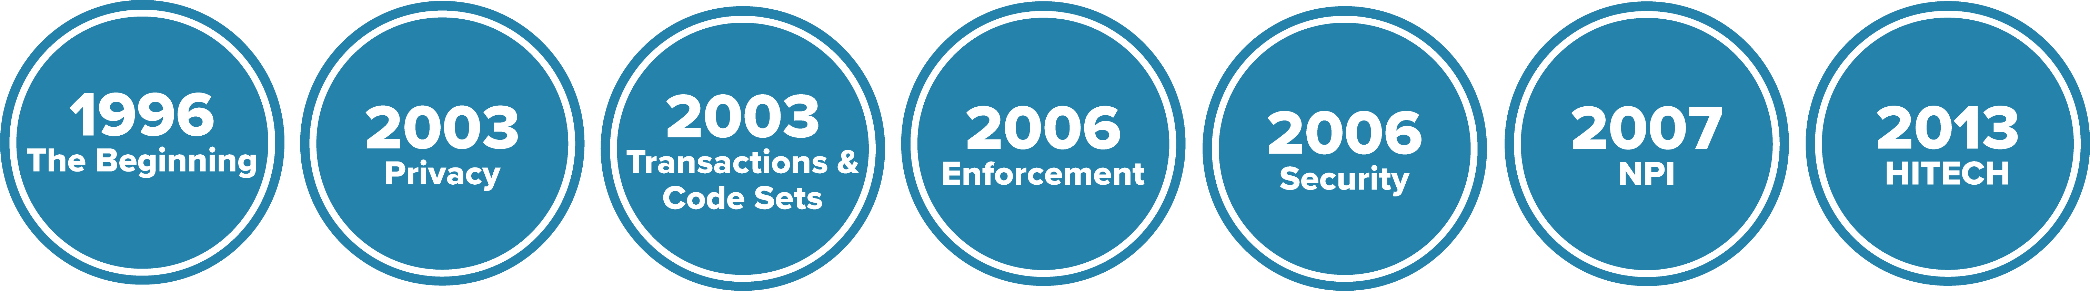 1996
The Beginning
2003
Privacy
2003
Transactions &
Code Sets
2006
Enforcement
2006
Security
2007
NPI
2013
HITECH